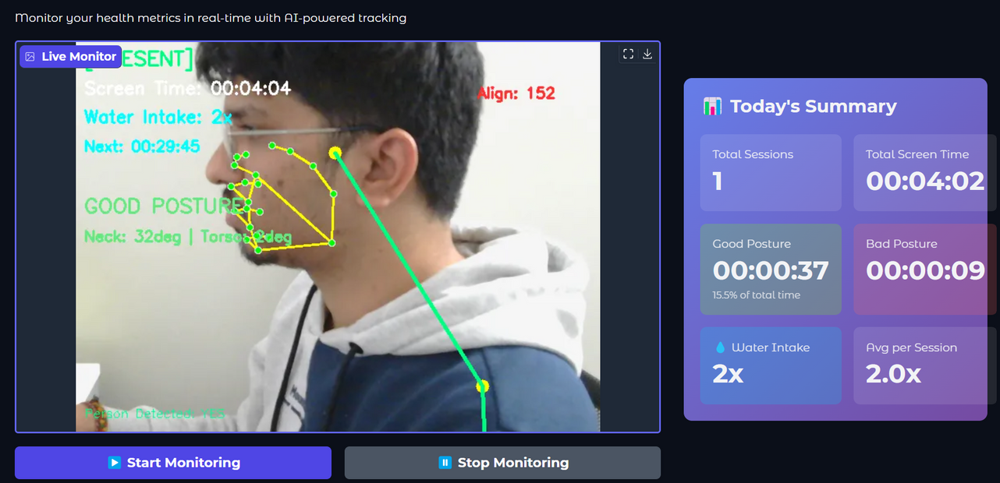 Monitor your health metrics in real-time with AI-powered tracking
Live Monitor
ESENT]
Screen Time: 00:04:04
Water Intake: 2x
Next: 00:29:45
Align: 152
GOOD POSTURE
Neck: 32deg | Torso: 2deg
Person Detected: YES
Start Monitoring
Stop Monitoring
Today's Summary
Total Sessions
1
Total Screen Time
00:04:02
Good Posture
00:00:37
15.5% of total time
Bad Posture
00:00:09
Water Intake
2x
Avg per Session
2.0x